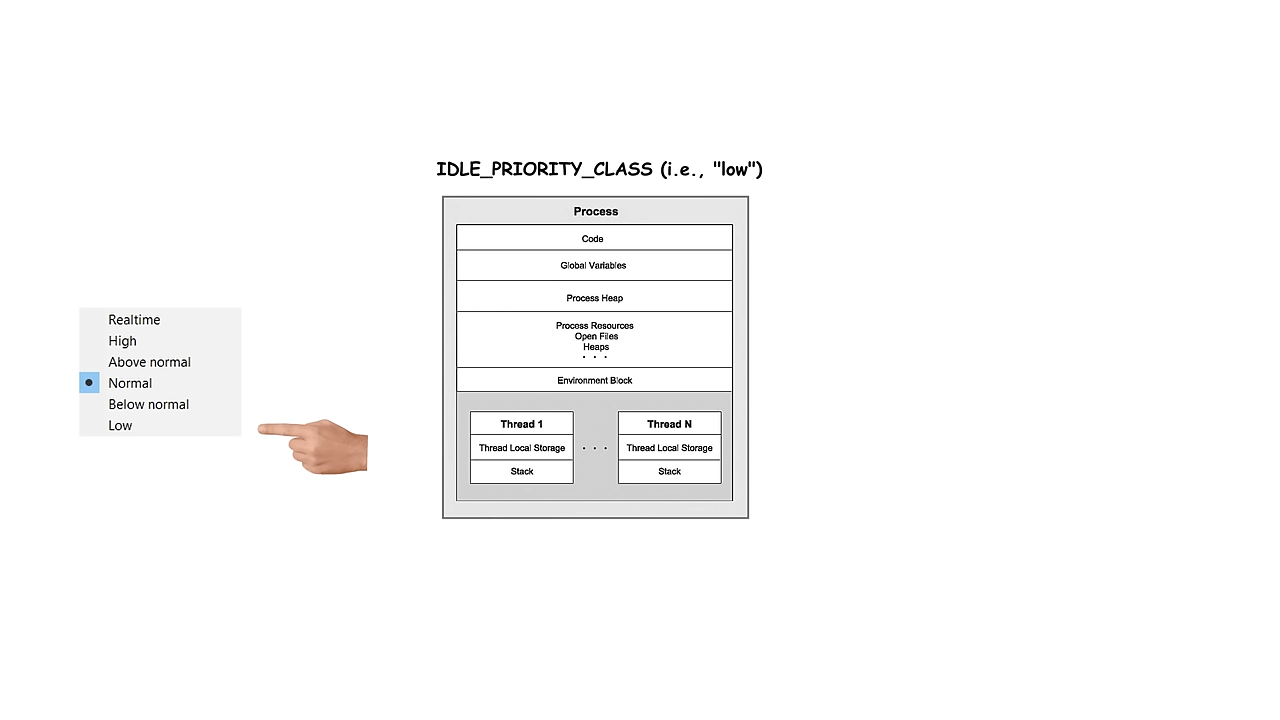 IDLE_PRIORITY_CLASS (i.e., "low")
Process
Code
Global Variables
Process Heap
Process Resources
Open Files
Heaps
. . .
Environment Block
Thread 1
Thread Local Storage
Stack
. . .
Thread N
Thread Local Storage
Stack
Realtime
High
Above normal
Normal
Below normal
Low